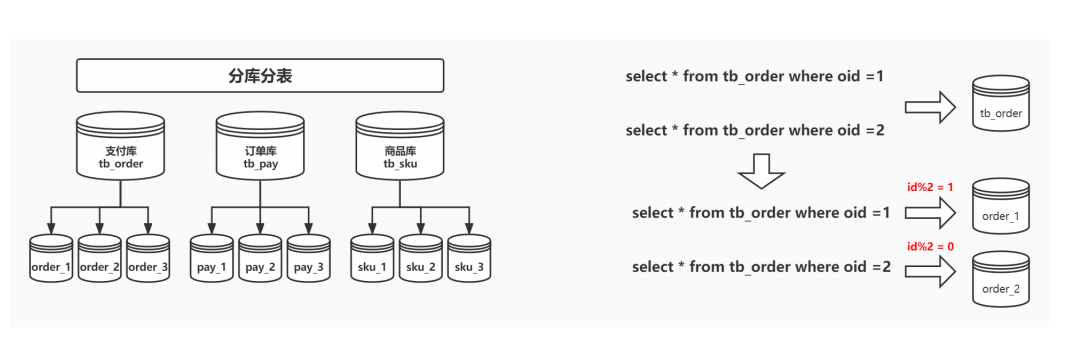 分库分表
支付库
tb_order
订单库
tb_pay
商品库
tb_sku
order_1
order_2
order_3
pay_1
pay_2
pay_3
sku_1
sku_2
sku_3
select * from tb_order where oid =1
select * from tb_order where oid =2
tb_order
select * from tb_order where oid =1
id%2 = 1
order_1
select * from tb_order where oid =2
id%2 = 0
order_2